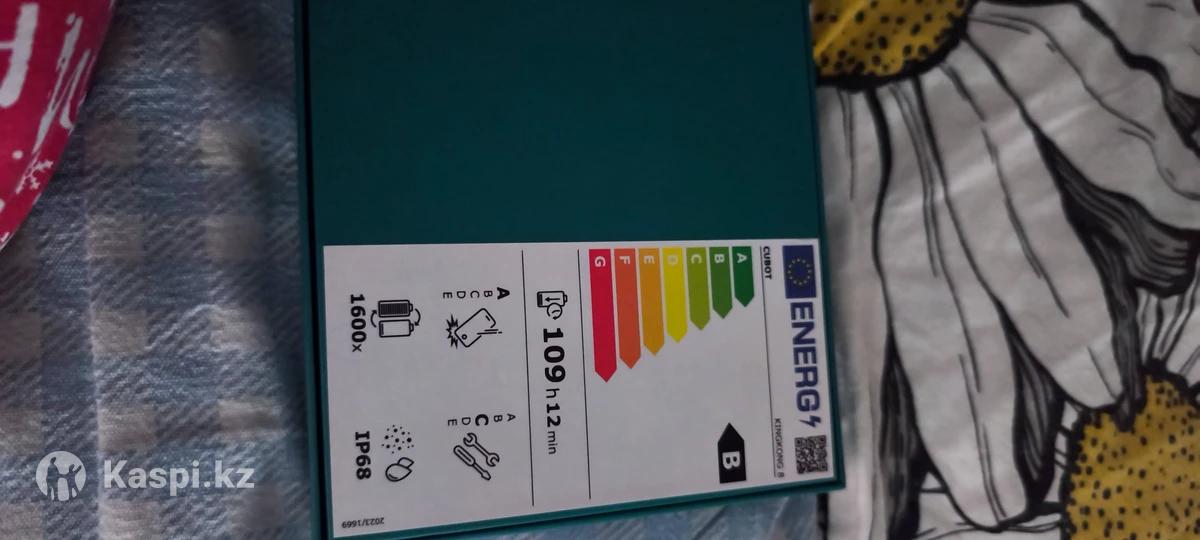 ENERG
CUBOT
KINGKONG 8
A
B
C
D
E
F
G
B
109 h 12 min
A
B
C
D
E
A
B
C
D
E
1600x
IP68
2023/1669
Kaspi.kz